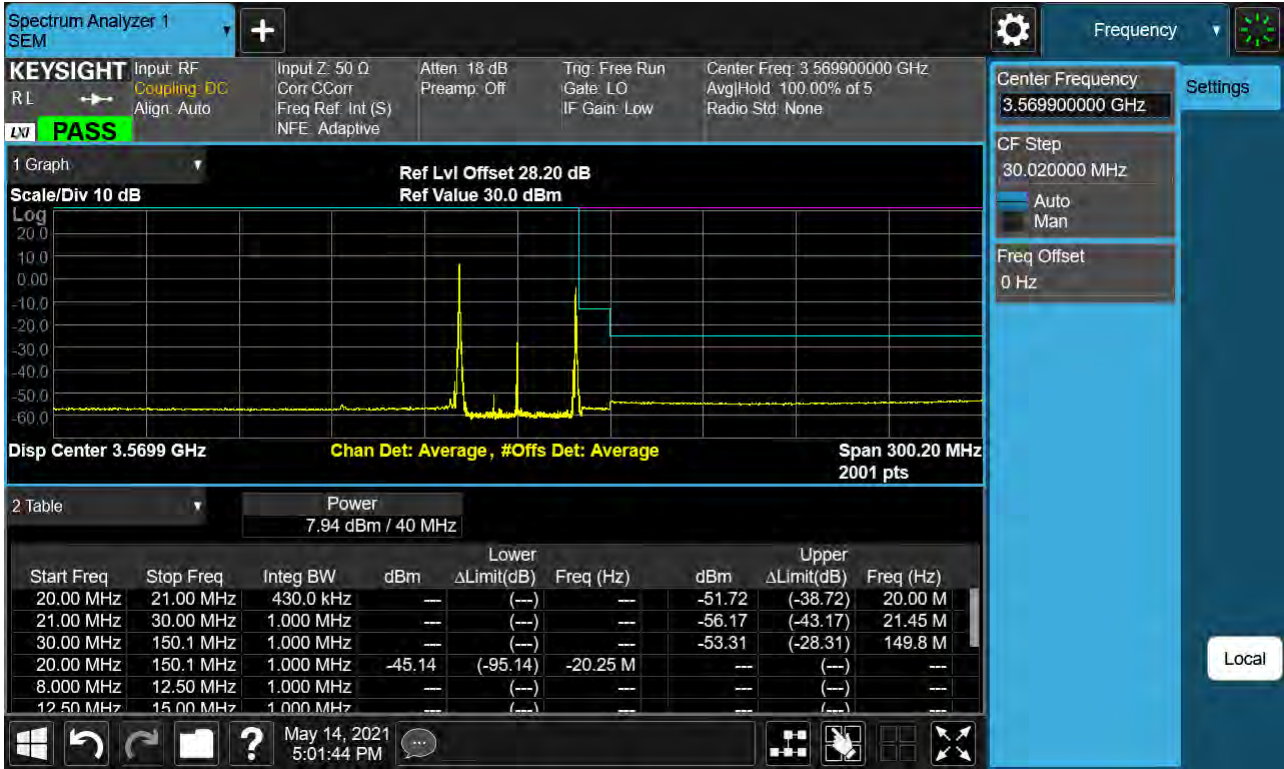 Spectrum Analyzer 1
SEM
Frequency
KEYSIGHT
R L
LXI
PASS
Input: RF
Coupling: DC
Align: Auto
Input Z: 50 Ω
Corr CCorr
Freq Ref: Int (S)
NFE: Adaptive
Atten: 18 dB
Preamp: Off
Trig: Free Run
Gate: LO
IF Gain: Low
Center Freq: 3.569900000 GHz
Avg|Hold: 100.00% of 5
Radio Std: None
Center Frequency
3.569900000 GHz
Settings
CF Step
30.020000 MHz
Auto
Man
Freq Offset
0 Hz
1 Graph
Scale/Div 10 dB
Ref Lvl Offset 28.20 dB
Ref Value 30.0 dBm
Log
20.0
10.0
0.00
-10.0
-20.0
-30.0
-40.0
-50.0
-60.0
Disp Center 3.5699 GHz
Chan Det: Average, #Offs Det: Average
Span 300.20 MHz
2001 pts
2 Table
Power
7.94 dBm / 40 MHz
Lower Upper
Start Freq Stop Freq Integ BW dBm ΔLimit(dB) Freq (Hz) dBm ΔLimit(dB) Freq (Hz)
20.00 MHz 21.00 MHz 430.0 kHz --- (---) --- -51.72 (-38.72) 20.00 M
21.00 MHz 30.00 MHz 1.000 MHz --- (---) --- -56.17 (-43.17) 21.45 M
30.00 MHz 150.1 MHz 1.000 MHz --- (---) --- -53.31 (-28.31) 149.8 M
20.00 MHz 150.1 MHz 1.000 MHz -45.14 (-95.14) -20.25 M --- (---) ---
8.000 MHz 12.50 MHz 1.000 MHz --- (---) --- --- (---) ---
12.50 MHz 15.00 MHz 1.000 MHz --- (---) --- --- (---) ---
Local
?
May 14, 2021
5:01:44 PM